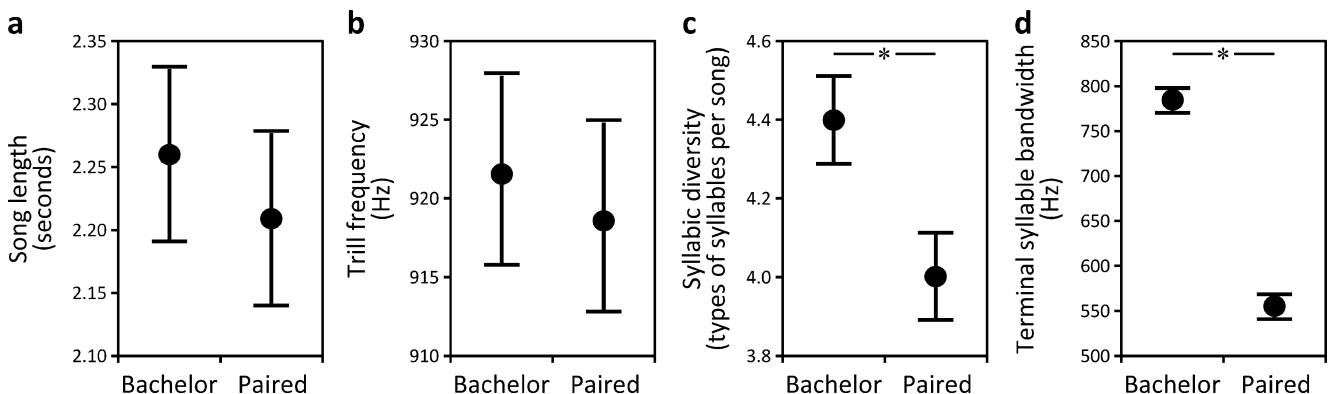 a
Song length
(seconds)
2.35
2.30
2.25
2.20
2.15
2.10
Bachelor Paired
b
Trill frequency
(Hz)
930
925
920
915
910
Bachelor Paired
c
Syllabic diversity
(types of syllables per song)
4.6
4.4
4.2
4.0
3.8
*
Bachelor Paired
d
Terminal syllable bandwidth
(Hz)
850
800
750
700
650
600
550
500
*
Bachelor Paired